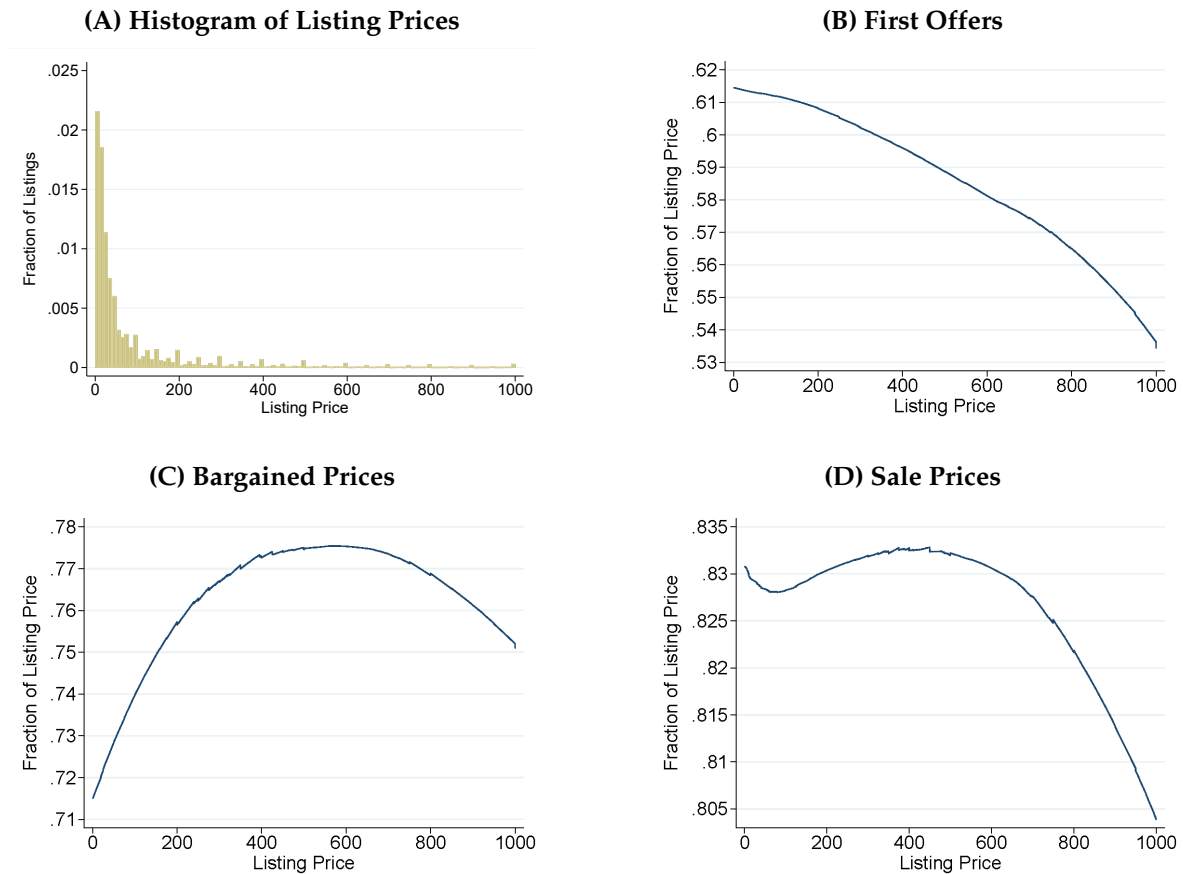 (A) Histogram of Listing Prices
.025
.02
.015
.01
.005
0
Fraction of Listings
0 200 400 600 800 1000
Listing Price
(B) First Offers
.62
.61
.6
.59
.58
.57
.56
.55
.54
.53
Fraction of Listing Price
0 200 400 600 800 1000
Listing Price
(C) Bargained Prices
.78
.77
.76
.75
.74
.73
.72
.71
Fraction of Listing Price
0 200 400 600 800 1000
Listing Price
(D) Sale Prices
.835
.83
.825
.82
.815
.81
.805
Fraction of Listing Price
0 200 400 600 800 1000
Listing Price